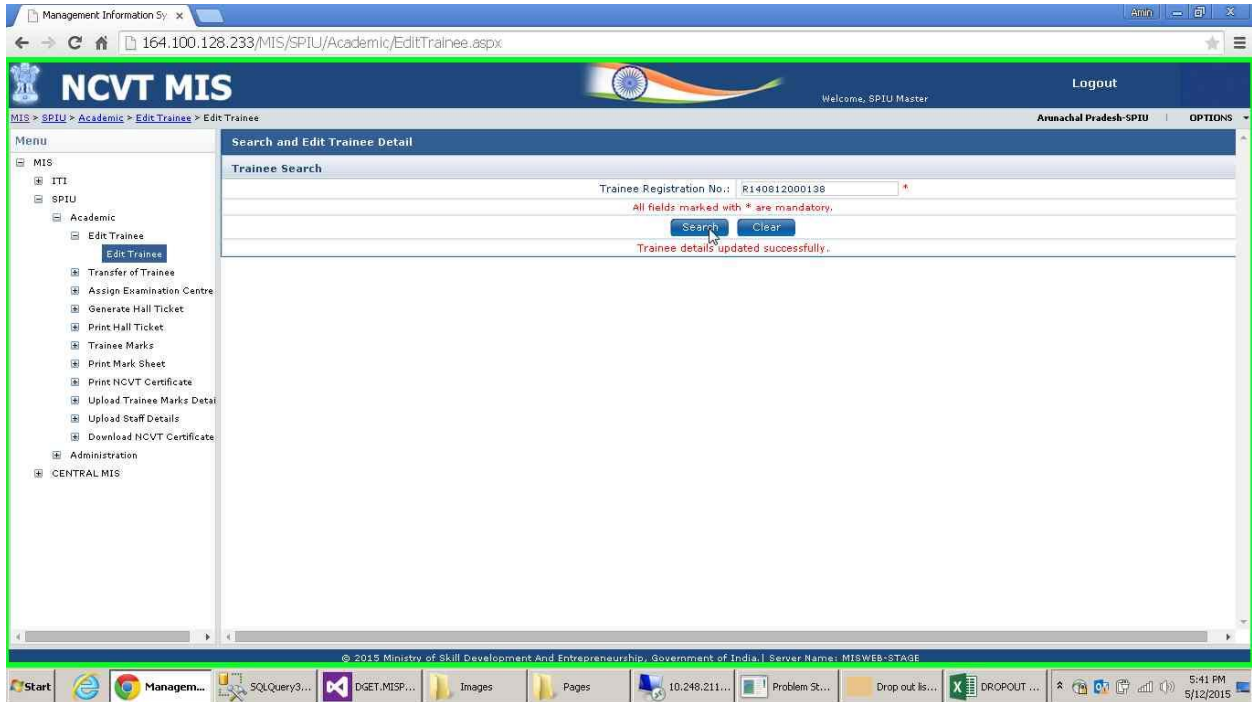 Management Information Sy
Amin
164.100.128.233/MIS/SPIU/Academic/EditTrainee.aspx
NCVT MIS
Welcome, SPIU Master
Logout
MIS > SPIU > Academic > Edit Trainee > Edit Trainee
Arunachal Pradesh-SPIU | OPTIONS
Menu
MIS
ITI
SPIU
Academic
Edit Trainee
Edit Trainee
Transfer of Trainee
Assign Examination Centre
Generate Hall Ticket
Print Hall Ticket
Trainee Marks
Print Mark Sheet
Print NCVT Certificate
Upload Trainee Marks Detai
Upload Staff Details
Download NCVT Certificate
Administration
CENTRAL MIS
Search and Edit Trainee Detail
Trainee Search
Trainee Registration No.: R140812000138 *
All fields marked with * are mandatory.
Search Clear
Trainee details updated successfully.
© 2015 Ministry of Skill Development And Entrepreneurship, Government of India.| Server Name: MISWEB-STAGE
Start
Managem...
SQLQuery3...
DGET.MISP...
Images
Pages
10.248.211...
Problem St...
Drop out lis...
DROPOUT ...
5:41 PM
5/12/2015